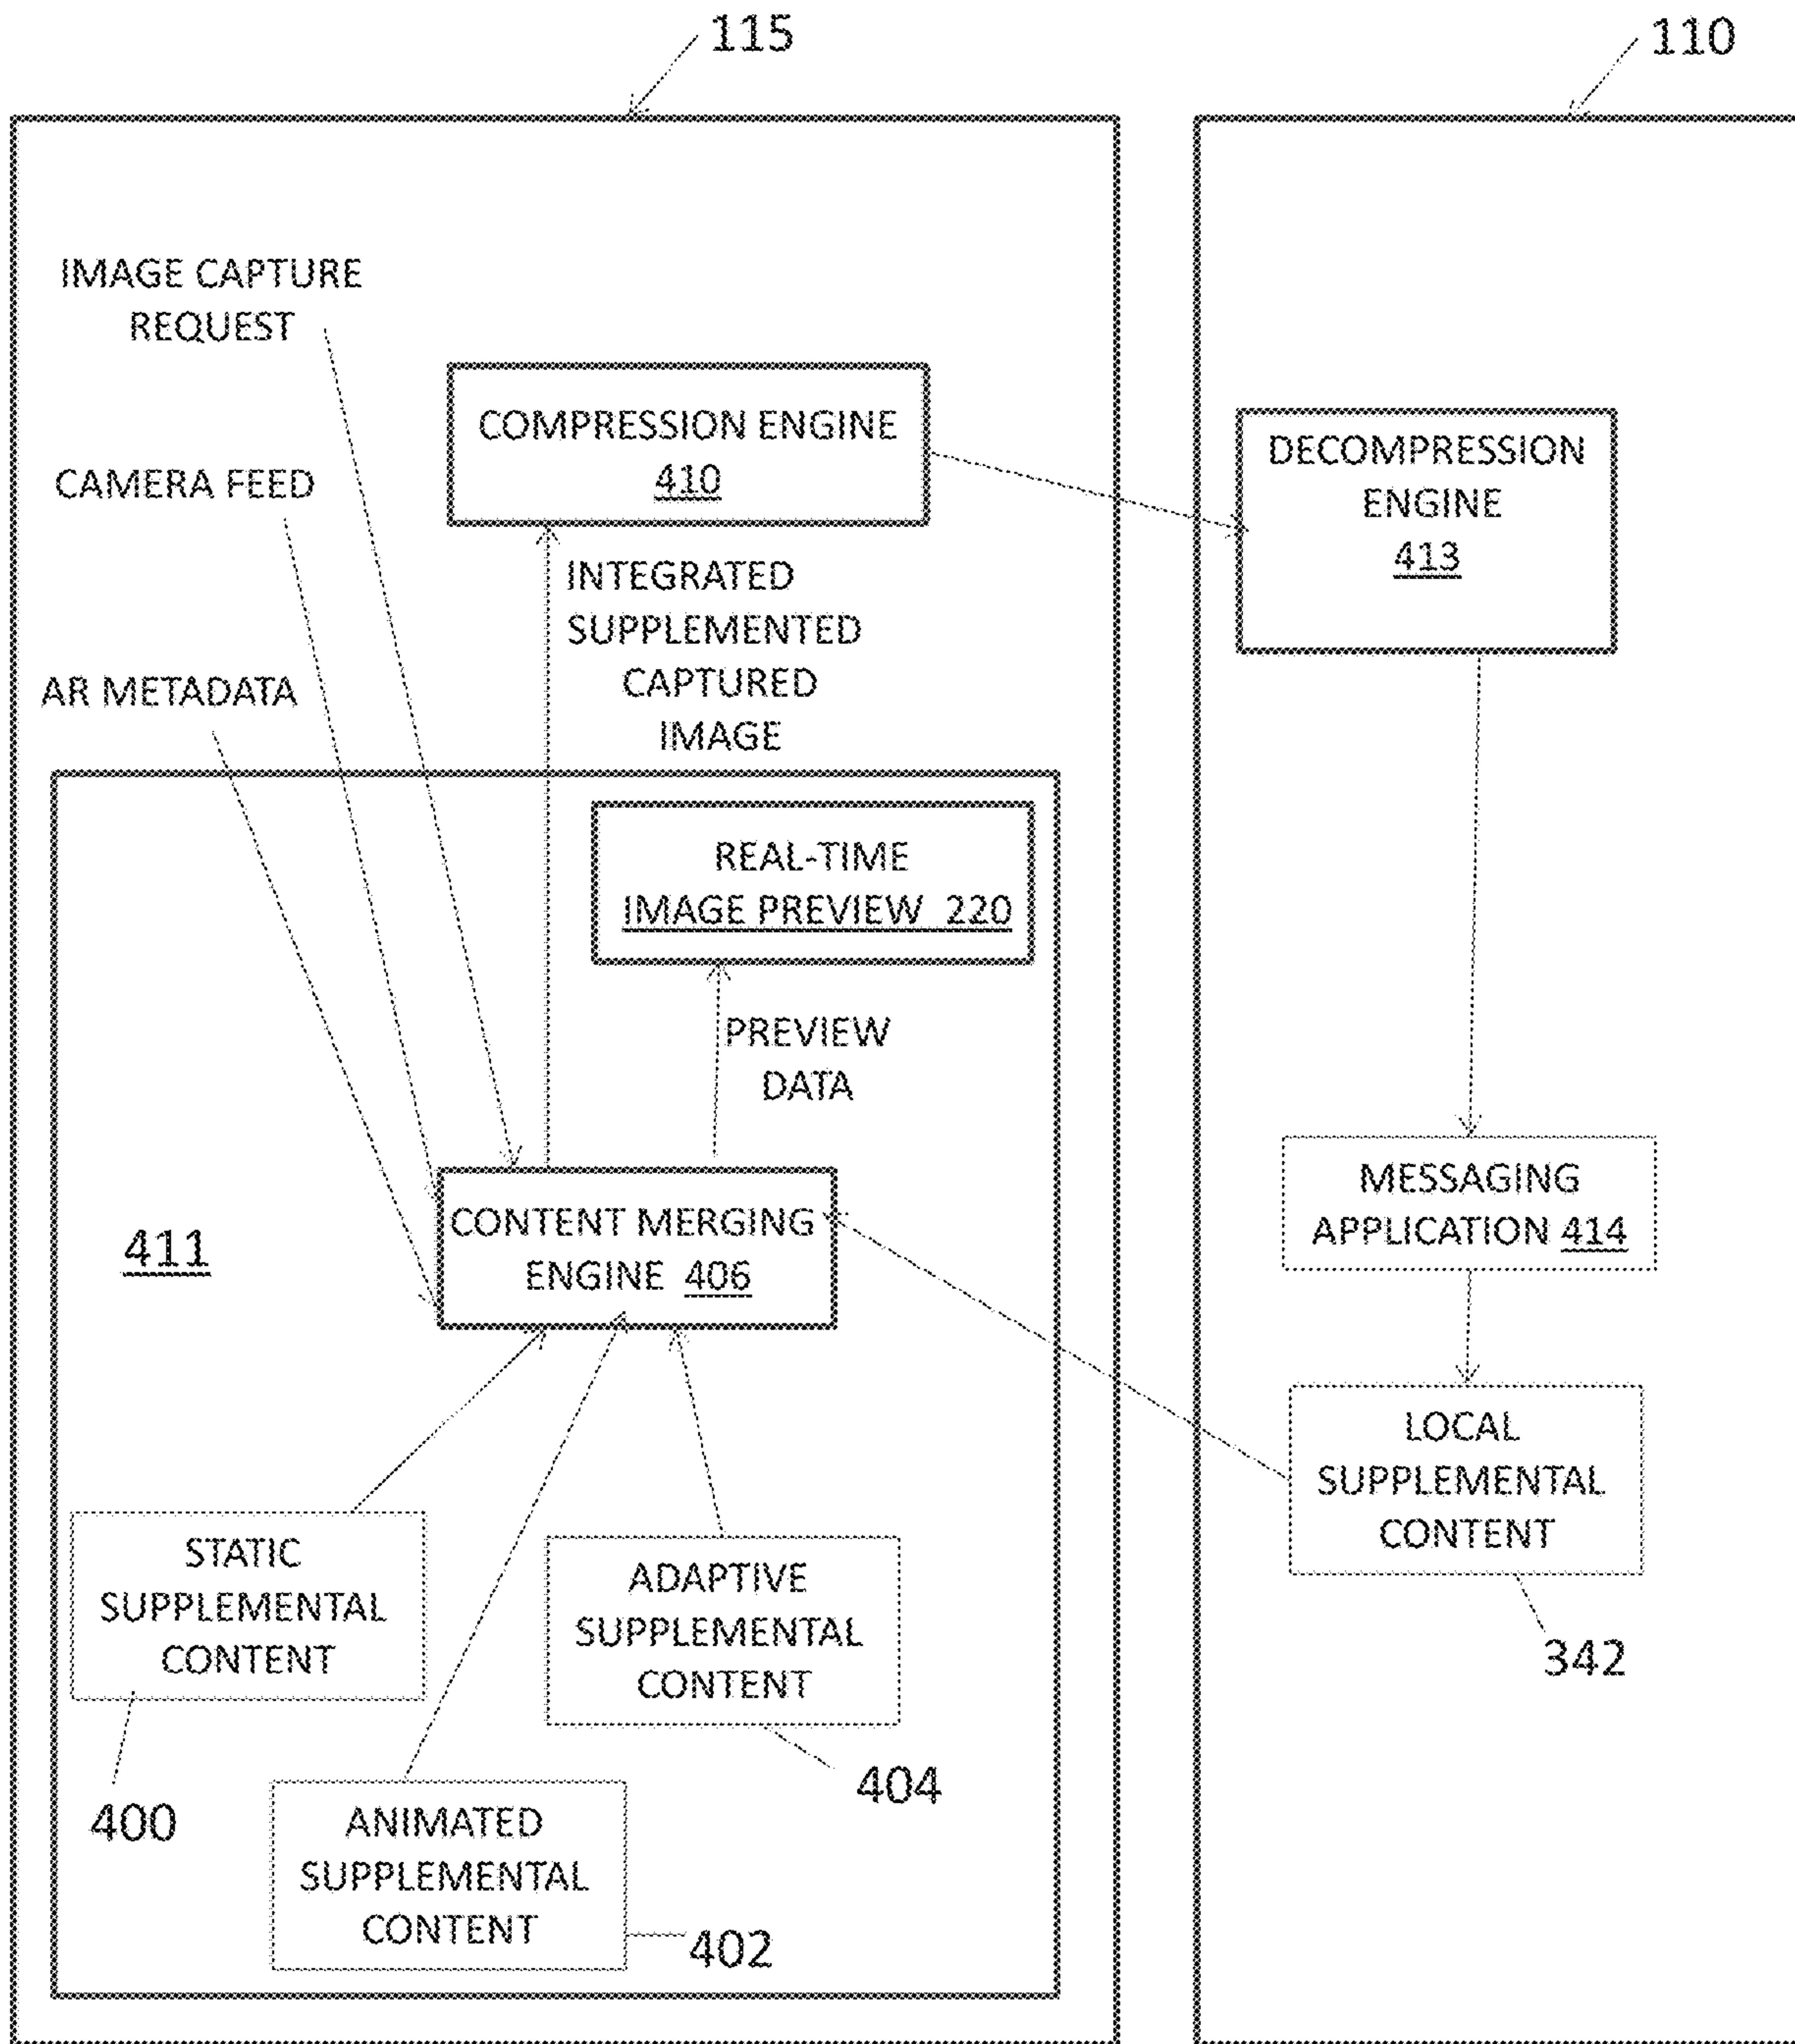 115
110
IMAGE CAPTURE
REQUEST
COMPRESSION ENGINE
410
DECOMPRESSION
ENGINE
413
CAMERA FEED
INTEGRATED
SUPPLEMENTED
CAPTURED
IMAGE
AR METADATA
REAL-TIME
IMAGE PREVIEW 220
PREVIEW
DATA
MESSAGING
APPLICATION 414
411
CONTENT MERGING
ENGINE 406
LOCAL
SUPPLEMENTAL
CONTENT
342
STATIC
SUPPLEMENTAL
CONTENT
400
ADAPTIVE
SUPPLEMENTAL
CONTENT
404
ANIMATED
SUPPLEMENTAL
CONTENT
402